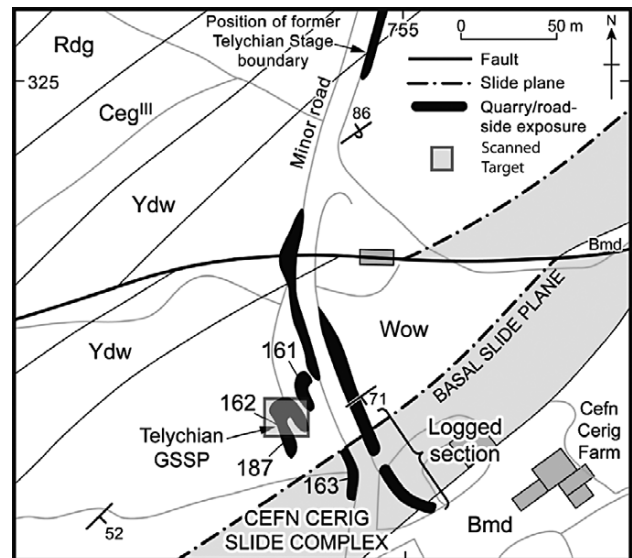 Position of former
Telychian Stage
boundary
755
0
50 m
N
Fault
Slide plane
Quarry/road-
side exposure
Scanned
Target
Rdg
325
Ceg^III
Minor road
86
Ydw
Bmd
Wow
BASAL SLIDE PLANE
Ydw
161
162
71
Telychian
GSSP
187
Logged
section
163
Cefn
Cerig
Farm
52
CEFN CERIG
SLIDE COMPLEX
Bmd